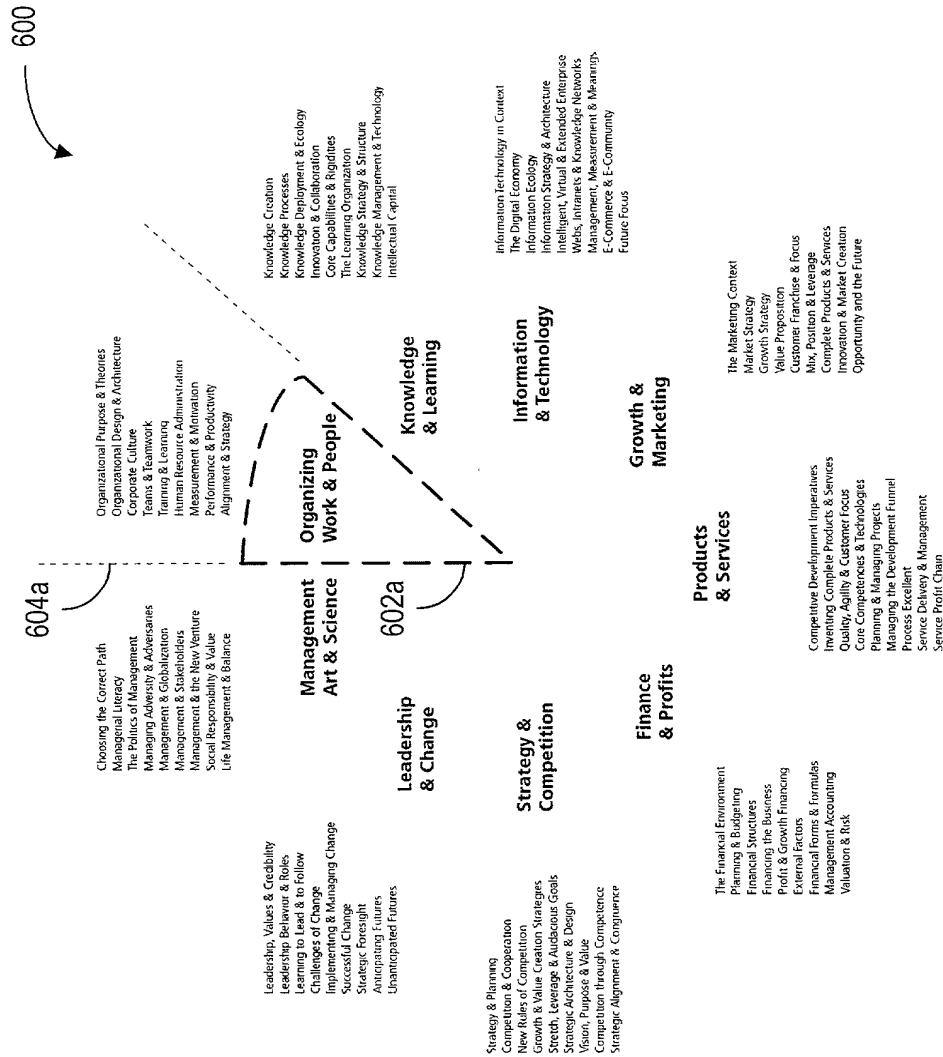 600
604a
Choosing the Correct Path
Managerial Literacy
The Politics of Management
Managing Adversity & Adversaries
Management & Globalization
Management & Stakeholders
Management & the New Venture
Social Responsibility & Value
Life Management & Balance
Organizational Purpose & Theories
Organizational Design & Architecture
Corporate Culture
Teams & Teamwork
Training & Learning
Human Resource Administration
Measurement & Motivation
Performance & Productivity
Alignment & Strategy
Leadership, Values & Credibility
Leadership Behavior & Roles
Learning to Lead & to Follow
Challenges of Change
Implementing & Managing Change
Successful Change
Strategic Foresight
Anticipating Futures
Unanticipated Futures
Management
Art & Science
Organizing
Work & People
Knowledge Creation
Knowledge Processes
Knowledge Deployment & Ecology
Innovation & Collaboration
Core Capabilities & Rigidities
The Learning Organization
Knowledge Strategy & Structure
Knowledge Management & Technology
Intellectual Capital
Leadership
& Change
602a
Knowledge
& Learning
Strategy & Planning
Competition & Cooperation
New Rules of Competition
Growth & Value Creation Strategies
Stretch, Leverage & Audacious Goals
Strategic Architecture & Design
Vision, Purpose & Value
Competition through Competence
Strategic Alignment & Congruence
Strategy &
Competition
Information
& Technology
Information Technology in Context
The Digital Economy
Information Ecology
Information Strategy & Architecture
Intelligent, Virtual & Extended Enterprise
Webs, Intranets & Knowledge Networks
Management, Measurement & Meanings
E-Commerce & E-Community
Future Focus
Finance
& Profits
Products
& Services
Growth &
Marketing
The Financial Environment
Planning & Budgeting
Financial Structures
Financing the Business
Profit & Growth Financing
External Factors
Financial Forms & Formulas
Management Accounting
Valuation & Risk
Competitive Development Imperatives
Inventing Complete Products & Services
Quality, Agility & Customer Focus
Core Competencies & Technologies
Planning & Managing Projects
Managing the Development Funnel
Process Excellent
Service Delivery & Management
Service Profit Chain
The Marketing Context
Market Strategy
Growth Strategy
Value Proposition
Customer Franchise & Focus
Mix, Position & Leverage
Complete Products & Services
Innovation & Market Creation
Opportunity and the Future